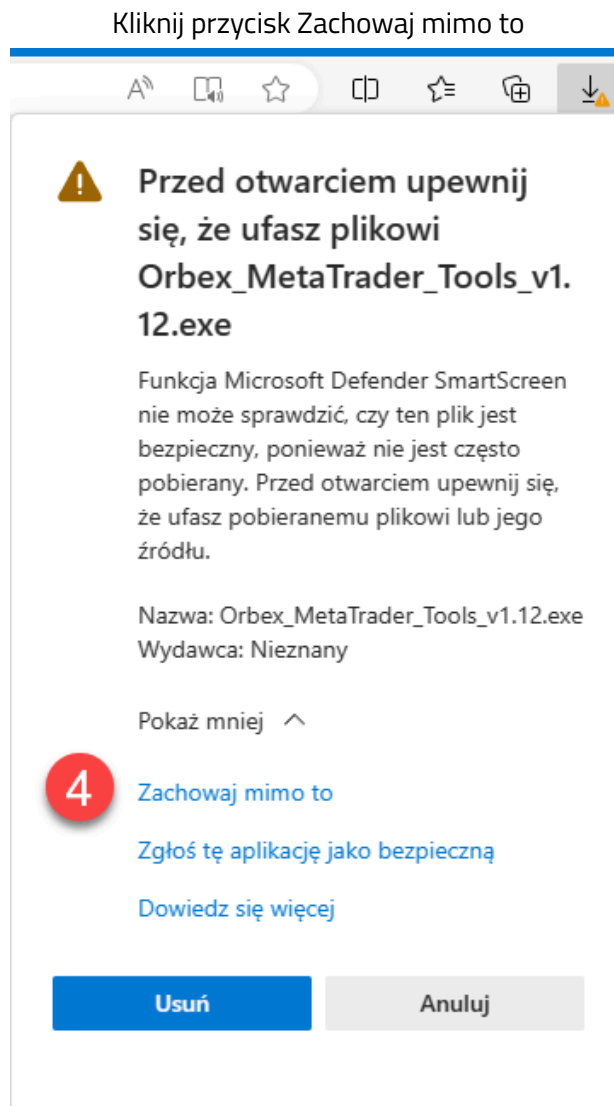 Kliknij przycisk Zachowaj mimo to
Przed otwarciem upewnij
się, że ufasz plikowi
Orbex_MetaTrader_Tools_v1.
12.exe
Funkcja Microsoft Defender SmartScreen
nie może sprawdzić, czy ten plik jest
bezpieczny, ponieważ nie jest często
pobierany. Przed otwarciem upewnij się,
że ufasz pobieranemu plikowi lub jego
źródłu.
Nazwa: Orbex_MetaTrader_Tools_v1.12.exe
Wydawca: Nieznany
Pokaż mniej
4
Zachowaj mimo to
Zgłoś tę aplikację jako bezpieczną
Dowiedz się więcej
Usuń
Anuluj